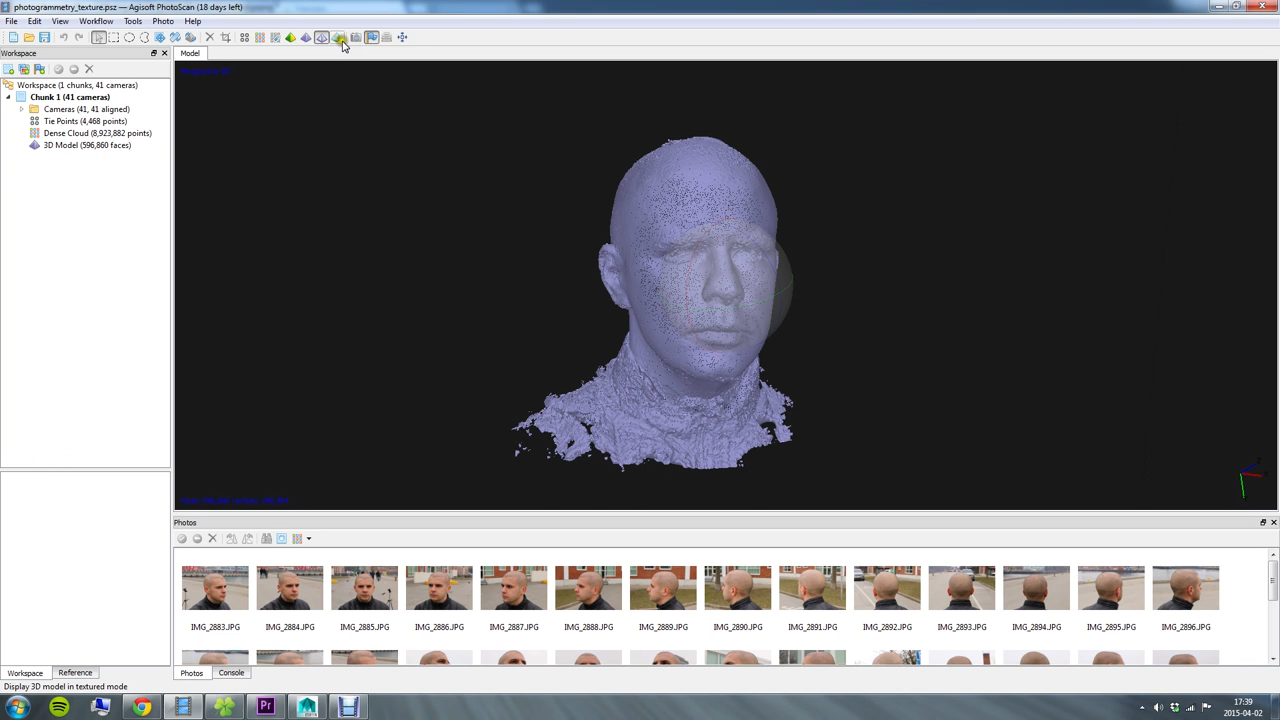 photogrammetry_texture.psz — Agisoft PhotoScan (18 days left)
File Edit View Workflow Tools Photo Help
Workspace
Model
Workspace (1 chunks, 41 cameras)
Chunk 1 (41 cameras)
Cameras (41, 41 aligned)
Tie Points (4,468 points)
Dense Cloud (8,923,882 points)
3D Model (596,860 faces)
Photos
IMG_2883.JPG IMG_2884.JPG IMG_2885.JPG IMG_2886.JPG IMG_2887.JPG IMG_2888.JPG IMG_2889.JPG IMG_2890.JPG IMG_2891.JPG IMG_2892.JPG IMG_2893.JPG IMG_2894.JPG IMG_2895.JPG IMG_2896.JPG
Workspace Reference Photos Console
Display 3D model in textured mode
Pr
17:39
2015-04-02